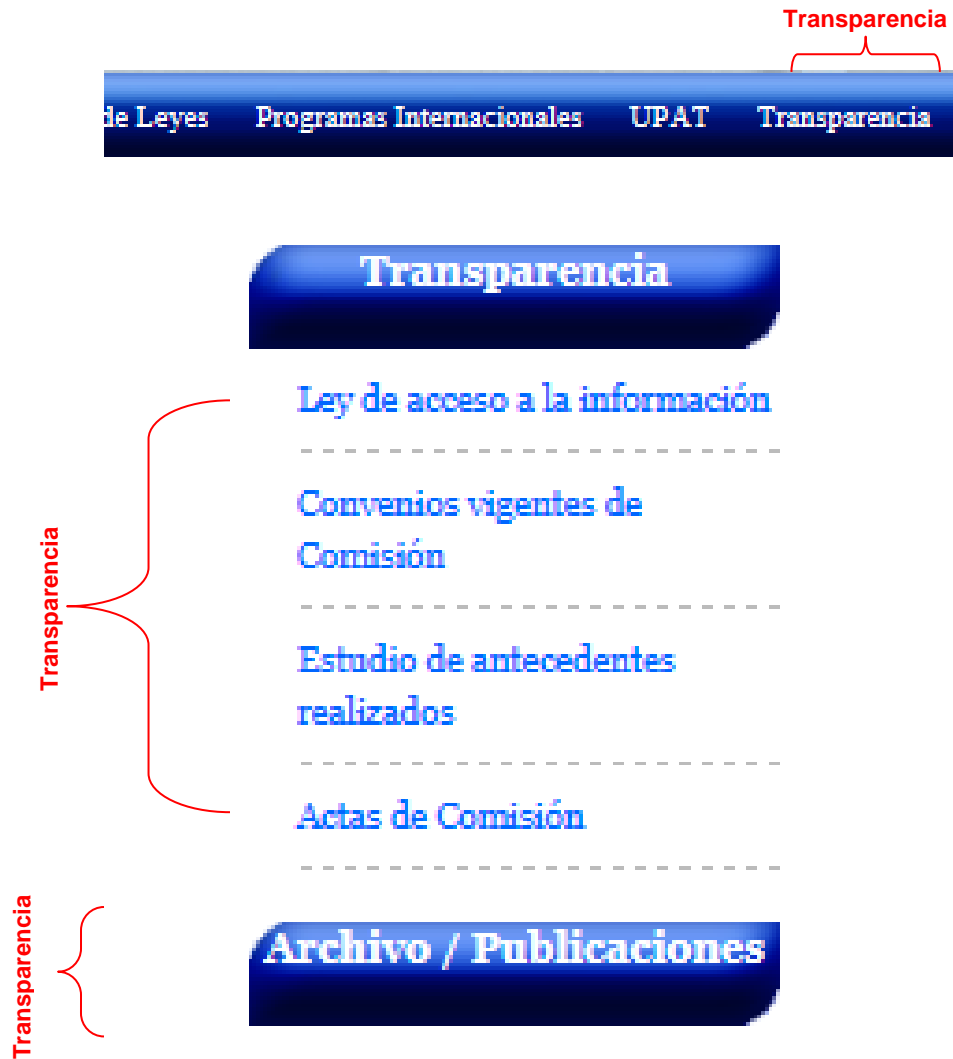 Transparencia
de Leyes Programas Internacionales UPAT Transparencia
Transparencia
Ley de acceso a la información
Convenios vigentes de
Comisión
Transparencia
Estudio de antecedentes
realizados
Actas de Comisión
Transparencia
Archivo / Publicaciones